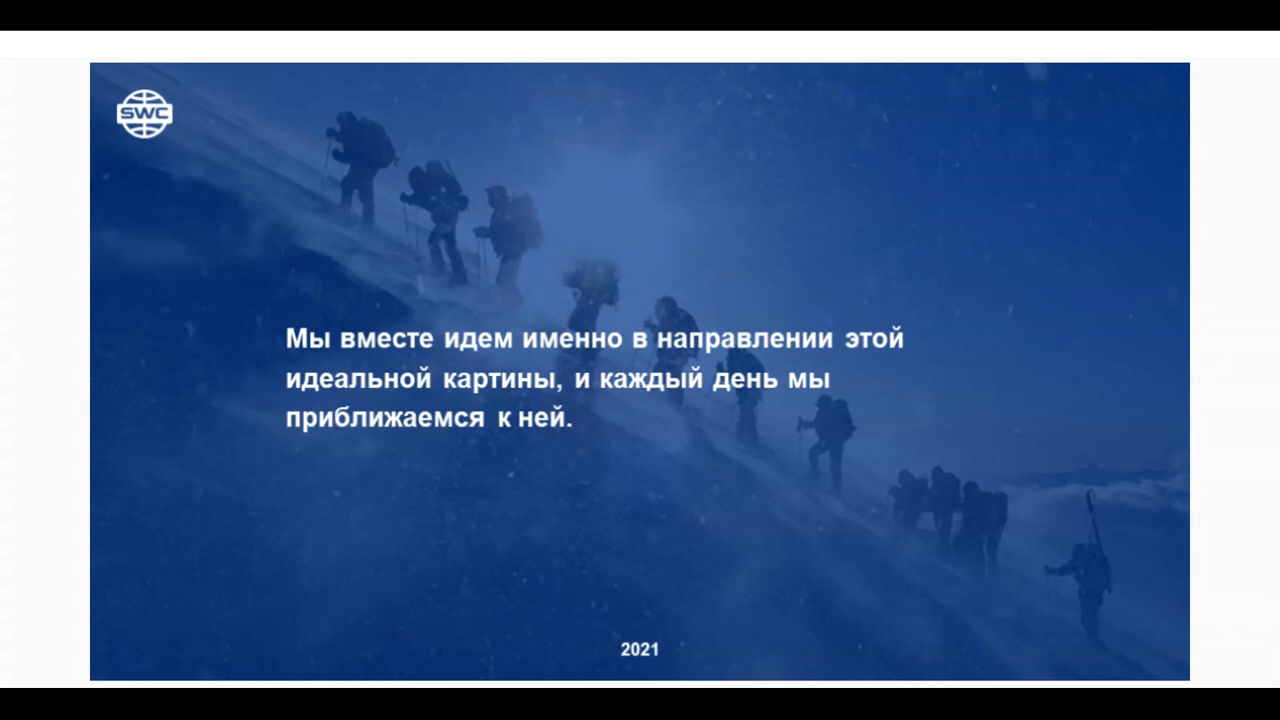 SWC
Мы вместе идем именно в направлении этой
идеальной картины, и каждый день мы
приближаемся к ней.
2021